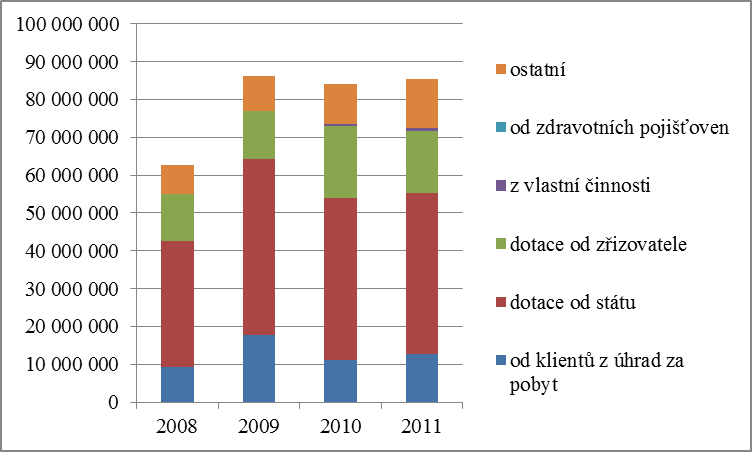 100 000 000
90 000 000
80 000 000
70 000 000
60 000 000
50 000 000
40 000 000
30 000 000
20 000 000
10 000 000
0
2008 2009 2010 2011
ostatní
od zdravotních pojišťoven
z vlastní činnosti
dotace od zřizovatele
dotace od státu
od klientů z úhrad za
pobyt